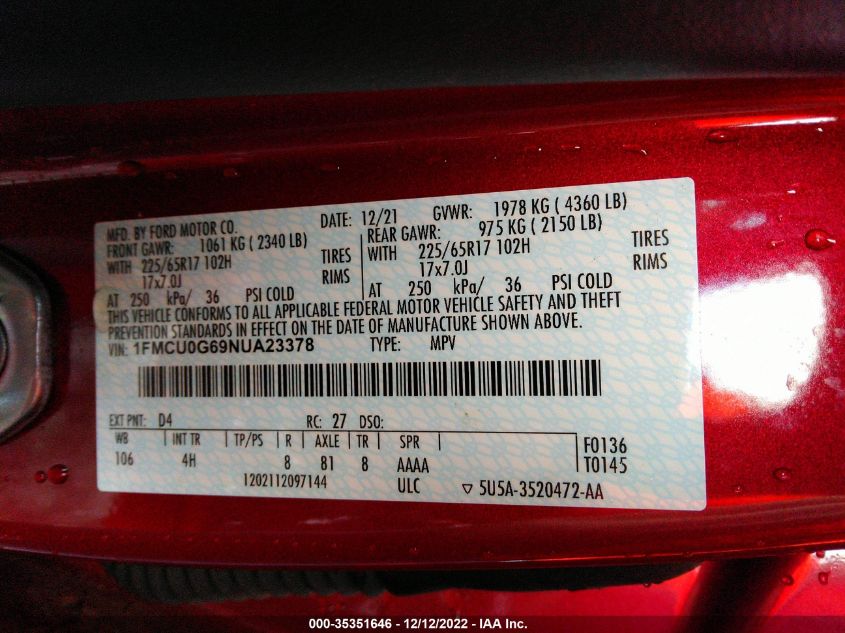 MFD. BY FORD MOTOR CO. DATE: 12/21 GVWR: 1978 KG ( 4360 LB)
FRONT GAWR: 1061 KG ( 2340 LB) REAR GAWR: 975 KG ( 2150 LB)
WITH 225/65R17 102H TIRES WITH 225/65R17 102H TIRES
17x7.0J RIMS 17x7.0J RIMS
AT 250 kPa/ 36 PSI COLD AT 250 kPa/ 36 PSI COLD
THIS VEHICLE CONFORMS TO ALL APPLICABLE FEDERAL MOTOR VEHICLE SAFETY AND THEFT
PREVENTION STANDARDS IN EFFECT ON THE DATE OF MANUFACTURE SHOWN ABOVE.
VIN: 1FMCU0G69NUA23378 TYPE: MPV
EXT PNT: D4 RC: 27 DSO:
WB INT TR TP/PS R AXLE TR SPR F0136
106 4H 8 81 8 AAAA T0145
1202112097144 ULC ▽ 5U5A-3520472-AA
000-35351646 - 12/12/2022 - IAA Inc.